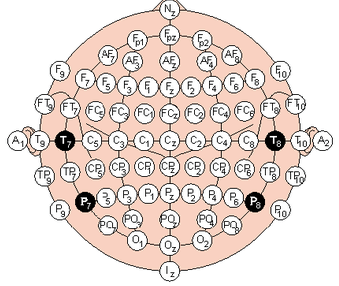 Nz
Fp1 Fpz Fp2
AF7 AF3 AFz AF4 AF8
F9 F7 F5 F3 F1 Fz F2 F4 F6 F8 F10
FT9 FT7 FC5 FC3 FC1 FCz FC2 FC4 FC6 FT8 FT10
A1 T9 T7 C5 C3 C1 Cz C2 C4 C6 T8 T10 A2
TP9 TP7 CP5 CP3 CP1 CPz CP2 CP4 CP6 TP8 TP10
P9 P7 P5 P3 P1 Pz P2 P4 P6 P8 P10
PO7 PO3 POz PO4 PO8
O1 Oz O2
Iz